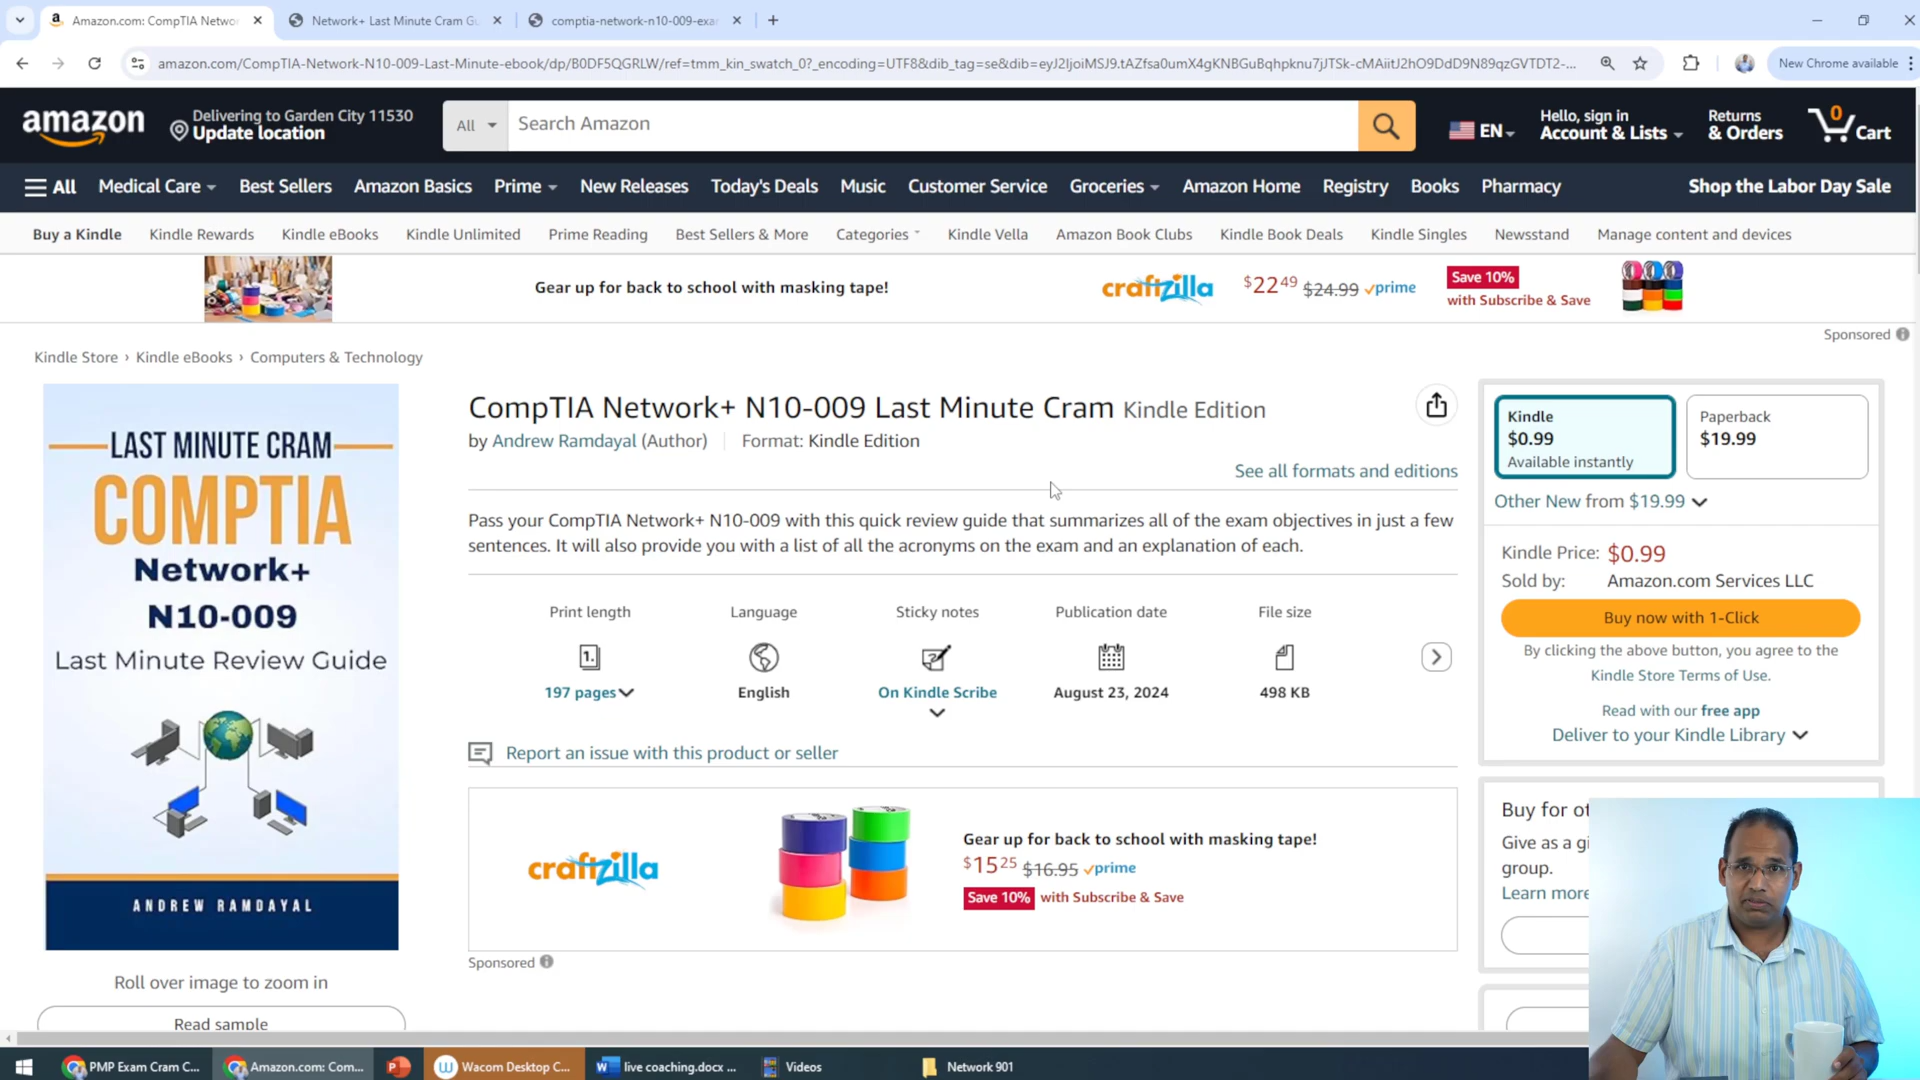 Amazon.com: CompTIA Netwo
Network+ Last Minute Cram Gu
comptia-network-n10-009-exa
amazon.com/CompTIA-Network-N10-009-Last-Minute-ebook/dp/B0DF5QGRLW/ref=tmm_kin_swatch_0?_encoding=UTF8&dib_tag=se&dib=eyJ2IjoiMSJ9.tAZfsa0umX4gKNBGuBqhpknu7jJTSk-cMAiitJ2hO9DdD9N89qzGVTDT2-...
New Chrome available
amazon
Delivering to Garden City 11530
Update location
All
Search Amazon
EN
Hello, sign in
Account & Lists
Returns
& Orders
0
Cart
All
Medical Care
Best Sellers
Amazon Basics
Prime
New Releases
Today's Deals
Music
Customer Service
Groceries
Amazon Home
Registry
Books
Pharmacy
Shop the Labor Day Sale
Buy a Kindle
Kindle Rewards
Kindle eBooks
Kindle Unlimited
Prime Reading
Best Sellers & More
Categories
Kindle Vella
Amazon Book Clubs
Kindle Book Deals
Kindle Singles
Newsstand
Manage content and devices
Gear up for back to school with masking tape!
craftzilla
$22 49 $24.99 prime
Save 10%
with Subscribe & Save
Sponsored
Kindle Store › Kindle eBooks › Computers & Technology
LAST MINUTE CRAM
COMPTIA
Network+
N10-009
Last Minute Review Guide
ANDREW RAMDAYAL
Roll over image to zoom in
Read sample
CompTIA Network+ N10-009 Last Minute Cram Kindle Edition
by Andrew Ramdayal (Author)
Format: Kindle Edition
See all formats and editions
Pass your CompTIA Network+ N10-009 with this quick review guide that summarizes all of the exam objectives in just a few
sentences. It will also provide you with a list of all the acronyms on the exam and an explanation of each.
Print length
1.
197 pages
Language
English
Sticky notes
On Kindle Scribe
Publication date
August 23, 2024
File size
498 KB
Report an issue with this product or seller
craftzilla
Gear up for back to school with masking tape!
$15 25 $16.95 prime
Save 10% with Subscribe & Save
Sponsored
Kindle
$0.99
Available instantly
Paperback
$19.99
Other New from $19.99
Kindle Price: $0.99
Sold by: Amazon.com Services LLC
Buy now with 1-Click
By clicking the above button, you agree to the
Kindle Store Terms of Use.
Read with our free app
Deliver to your Kindle Library
Buy for ot
Give as a gi
group.
Learn more
PMP Exam Cram C...
Amazon.com: Com...
Wacom Desktop C...
live coaching.docx ...
Videos
Network 901